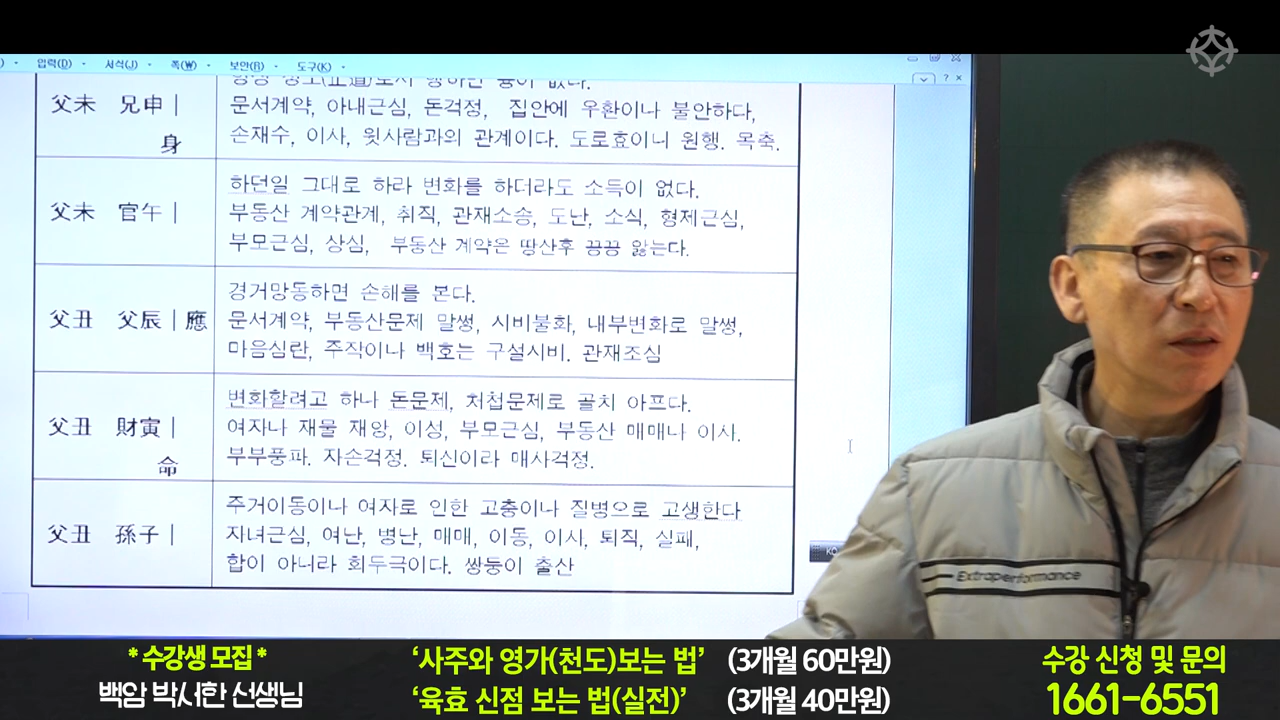 입력(D) 서식(J) 쪽(W) 보안(B) 도구(K)
? ×
父未 兄申 |
身
문서계약, 아내근심, 돈걱정, 집안에 우환이나 불안하다,
손재수, 이사, 윗사람과의 관계이다. 도로효이니 원행. 목축.
父未 官午 |
하던일 그대로 하라 변화를 하더라도 소득이 없다.
부동산 계약관계, 취직, 관재소송, 도난, 소식, 형제근심,
부모근심, 상심, 부동산 계약은 땅산후 끙끙 앓는다.
父丑 父辰 | 應
경거망동하면 손해를 본다.
문서계약, 부동산문제 말썽, 시비불화, 내부변화로 말썽,
마음심란, 주작이나 백호는 구설시비. 관재조심
父丑 財寅 |
命
변화할려고 하나 돈문제, 처첩문제로 골치 아프다.
여자나 재물 재앙, 이성, 부모근심, 부동산 매매나 이사.
부부풍파. 자손걱정. 퇴신이라 매사걱정.
父丑 孫子 |
주거이동이나 여자로 인한 고충이나 질병으로 고생한다
자녀근심, 여난, 병난, 매매, 이동, 이사, 퇴직, 실패,
합이 아니라 회두극이다. 쌍둥이 출산
Extraperformance
* 수강생 모집 *
백암 박시한 선생님
‘사주와 영가(천도)보는 법’ (3개월 60만원)
‘육효 신점 보는 법(실전)’ (3개월 40만원)
수강 신청 및 문의
1661-6551